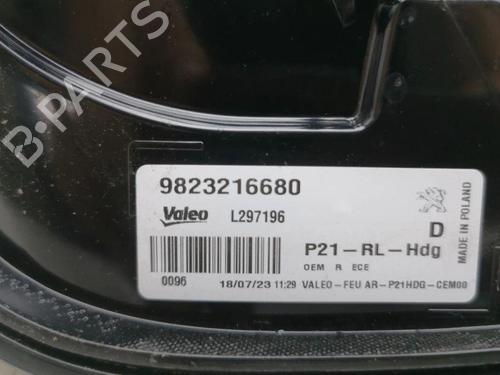 B-PARTS
9823216680
Valeo L297196
D
MADE IN POLAND
P21-RL-Hdg
OEM R ECE
0096 18/07/23 11:29 VALEO-FEU AR-P21HDG-CEM00